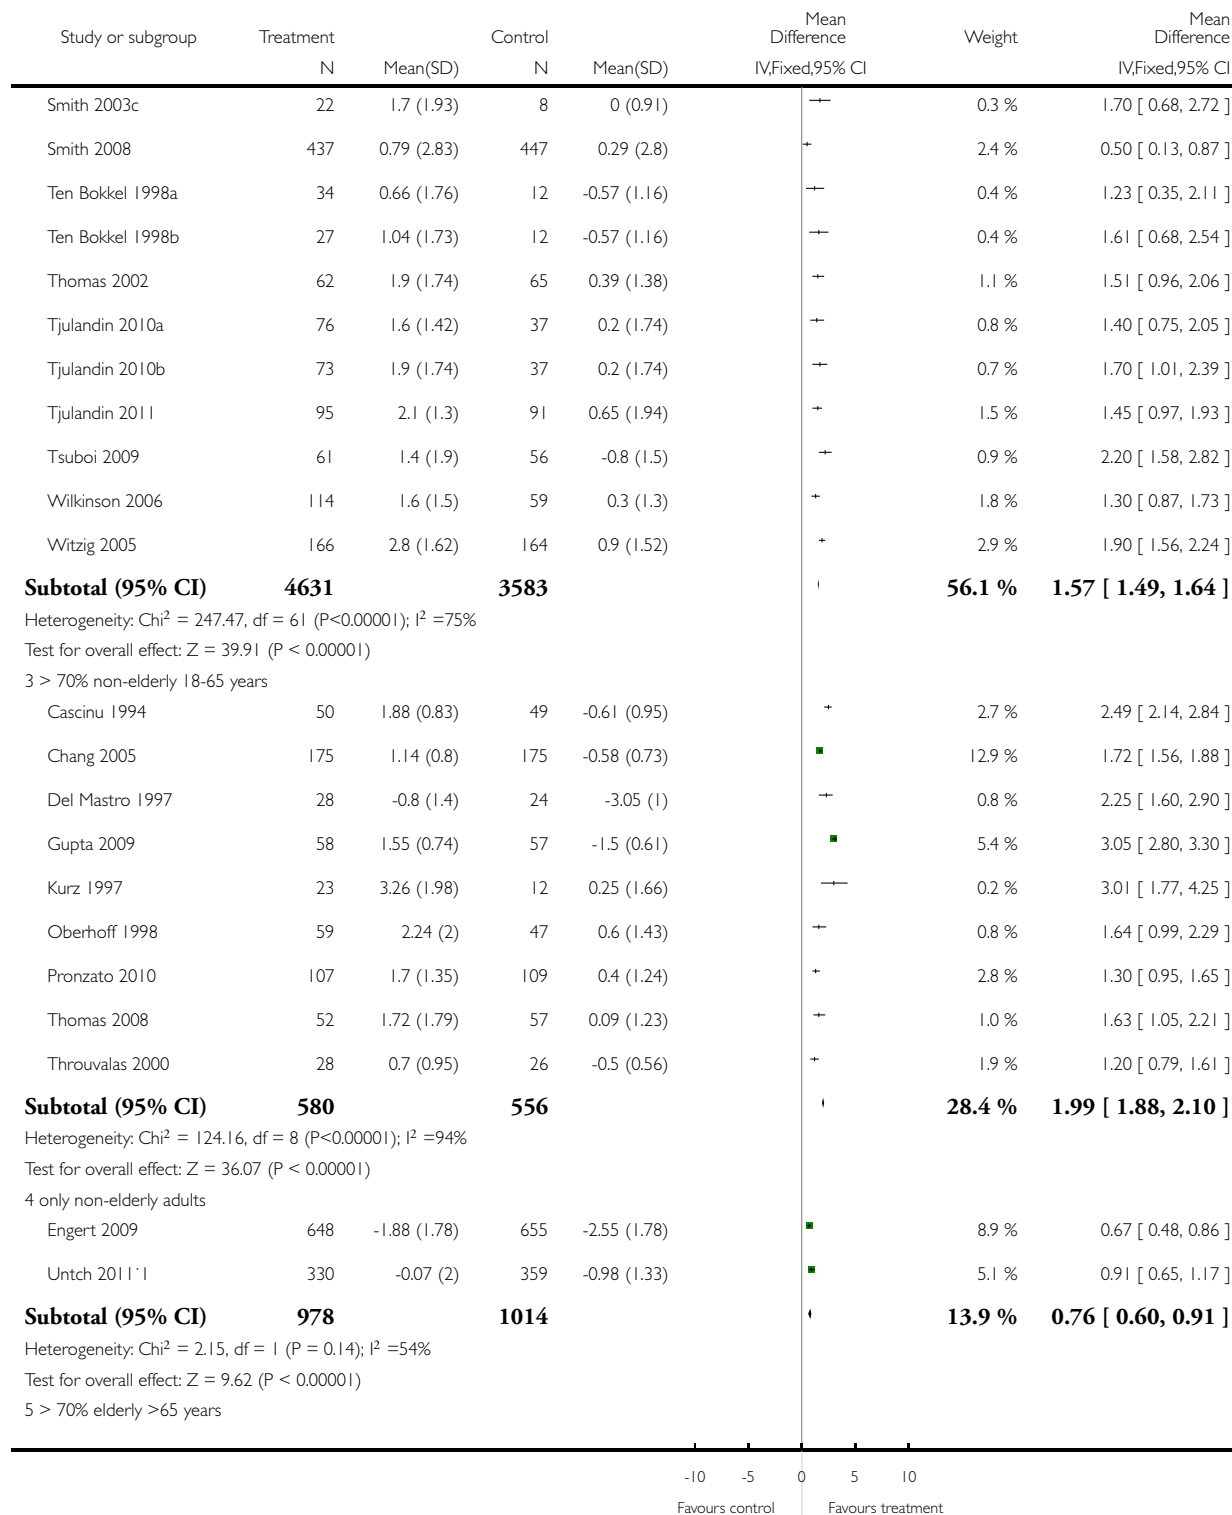 Study or subgroup Treatment Control Mean Difference Weight Mean Difference
N Mean(SD) N Mean(SD) IV,Fixed,95% CI IV,Fixed,95% CI
Smith 2003c 22 1.7 (1.93) 8 0 (0.91) 0.3 % 1.70 [ 0.68, 2.72 ]
Smith 2008 437 0.79 (2.83) 447 0.29 (2.8) 2.4 % 0.50 [ 0.13, 0.87 ]
Ten Bokkel 1998a 34 0.66 (1.76) 12 -0.57 (1.16) 0.4 % 1.23 [ 0.35, 2.11 ]
Ten Bokkel 1998b 27 1.04 (1.73) 12 -0.57 (1.16) 0.4 % 1.61 [ 0.68, 2.54 ]
Thomas 2002 62 1.9 (1.74) 65 0.39 (1.38) 1.1 % 1.51 [ 0.96, 2.06 ]
Tjulandin 2010a 76 1.6 (1.42) 37 0.2 (1.74) 0.8 % 1.40 [ 0.75, 2.05 ]
Tjulandin 2010b 73 1.9 (1.74) 37 0.2 (1.74) 0.7 % 1.70 [ 1.01, 2.39 ]
Tjulandin 2011 95 2.1 (1.3) 91 0.65 (1.94) 1.5 % 1.45 [ 0.97, 1.93 ]
Tsuboi 2009 61 1.4 (1.9) 56 -0.8 (1.5) 0.9 % 2.20 [ 1.58, 2.82 ]
Wilkinson 2006 114 1.6 (1.5) 59 0.3 (1.3) 1.8 % 1.30 [ 0.87, 1.73 ]
Witzig 2005 166 2.8 (1.62) 164 0.9 (1.52) 2.9 % 1.90 [ 1.56, 2.24 ]
Subtotal (95% CI) 4631 3583 56.1 % 1.57 [ 1.49, 1.64 ]
Heterogeneity: Chi² = 247.47, df = 61 (P<0.00001); I² =75%
Test for overall effect: Z = 39.91 (P < 0.00001)
3 > 70% non-elderly 18-65 years
Cascinu 1994 50 1.88 (0.83) 49 -0.61 (0.95) 2.7 % 2.49 [ 2.14, 2.84 ]
Chang 2005 175 1.14 (0.8) 175 -0.58 (0.73) 12.9 % 1.72 [ 1.56, 1.88 ]
Del Mastro 1997 28 -0.8 (1.4) 24 -3.05 (1) 0.8 % 2.25 [ 1.60, 2.90 ]
Gupta 2009 58 1.55 (0.74) 57 -1.5 (0.61) 5.4 % 3.05 [ 2.80, 3.30 ]
Kurz 1997 23 3.26 (1.98) 12 0.25 (1.66) 0.2 % 3.01 [ 1.77, 4.25 ]
Oberhoff 1998 59 2.24 (2) 47 0.6 (1.43) 0.8 % 1.64 [ 0.99, 2.29 ]
Pronzato 2010 107 1.7 (1.35) 109 0.4 (1.24) 2.8 % 1.30 [ 0.95, 1.65 ]
Thomas 2008 52 1.72 (1.79) 57 0.09 (1.23) 1.0 % 1.63 [ 1.05, 2.21 ]
Throuvalas 2000 28 0.7 (0.95) 26 -0.5 (0.56) 1.9 % 1.20 [ 0.79, 1.61 ]
Subtotal (95% CI) 580 556 28.4 % 1.99 [ 1.88, 2.10 ]
Heterogeneity: Chi² = 124.16, df = 8 (P<0.00001); I² =94%
Test for overall effect: Z = 36.07 (P < 0.00001)
4 only non-elderly adults
Engert 2009 648 -1.88 (1.78) 655 -2.55 (1.78) 8.9 % 0.67 [ 0.48, 0.86 ]
Untch 2011˙1 330 -0.07 (2) 359 -0.98 (1.33) 5.1 % 0.91 [ 0.65, 1.17 ]
Subtotal (95% CI) 978 1014 13.9 % 0.76 [ 0.60, 0.91 ]
Heterogeneity: Chi² = 2.15, df = 1 (P = 0.14); I² =54%
Test for overall effect: Z = 9.62 (P < 0.00001)
5 > 70% elderly >65 years
-10 -5 0 5 10
Favours control Favours treatment